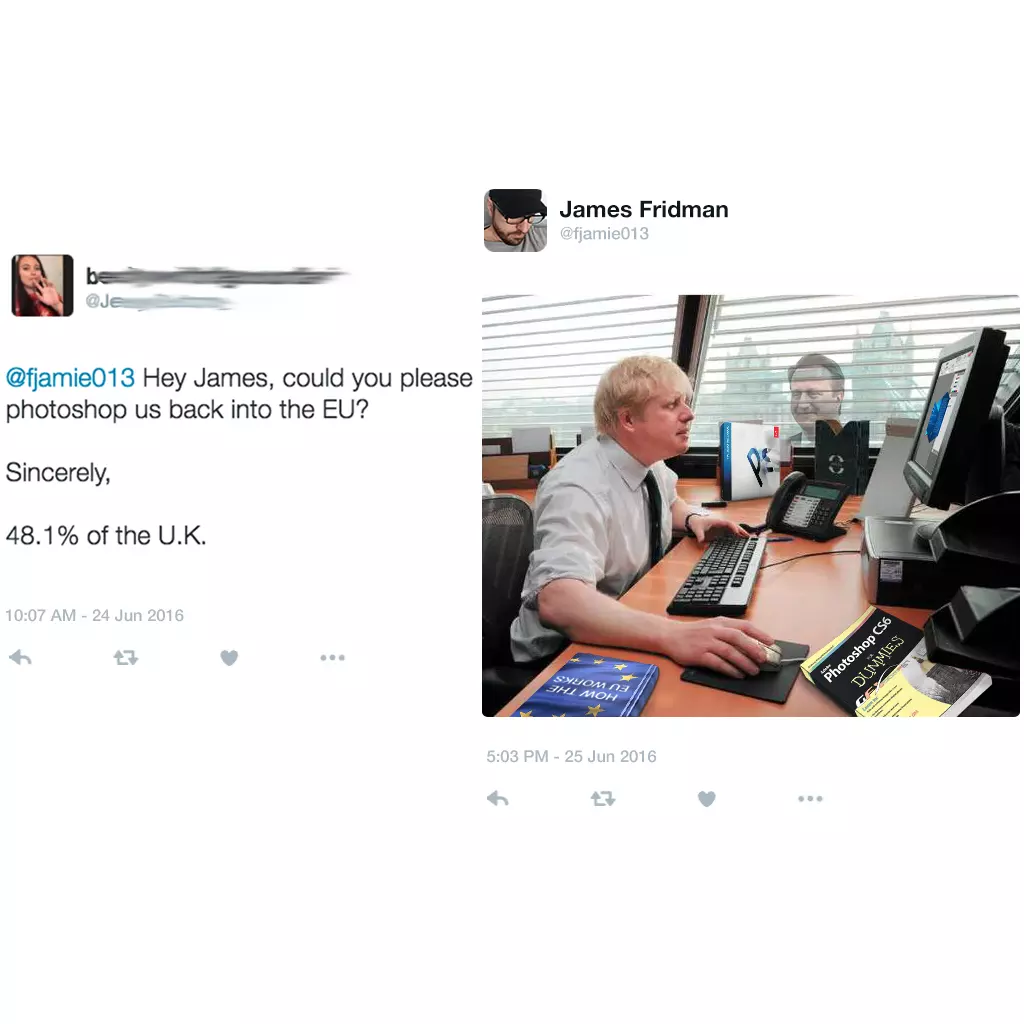 @fjamie013 Hey James, could you please
photoshop us back into the EU?
Sincerely,
48.1% of the U.K.
10:07 AM - 24 Jun 2016
James Fridman
@fjamie013
Ps
HOW THE
EU WORKS
Photoshop CS6
DUMMIES
5:03 PM - 25 Jun 2016